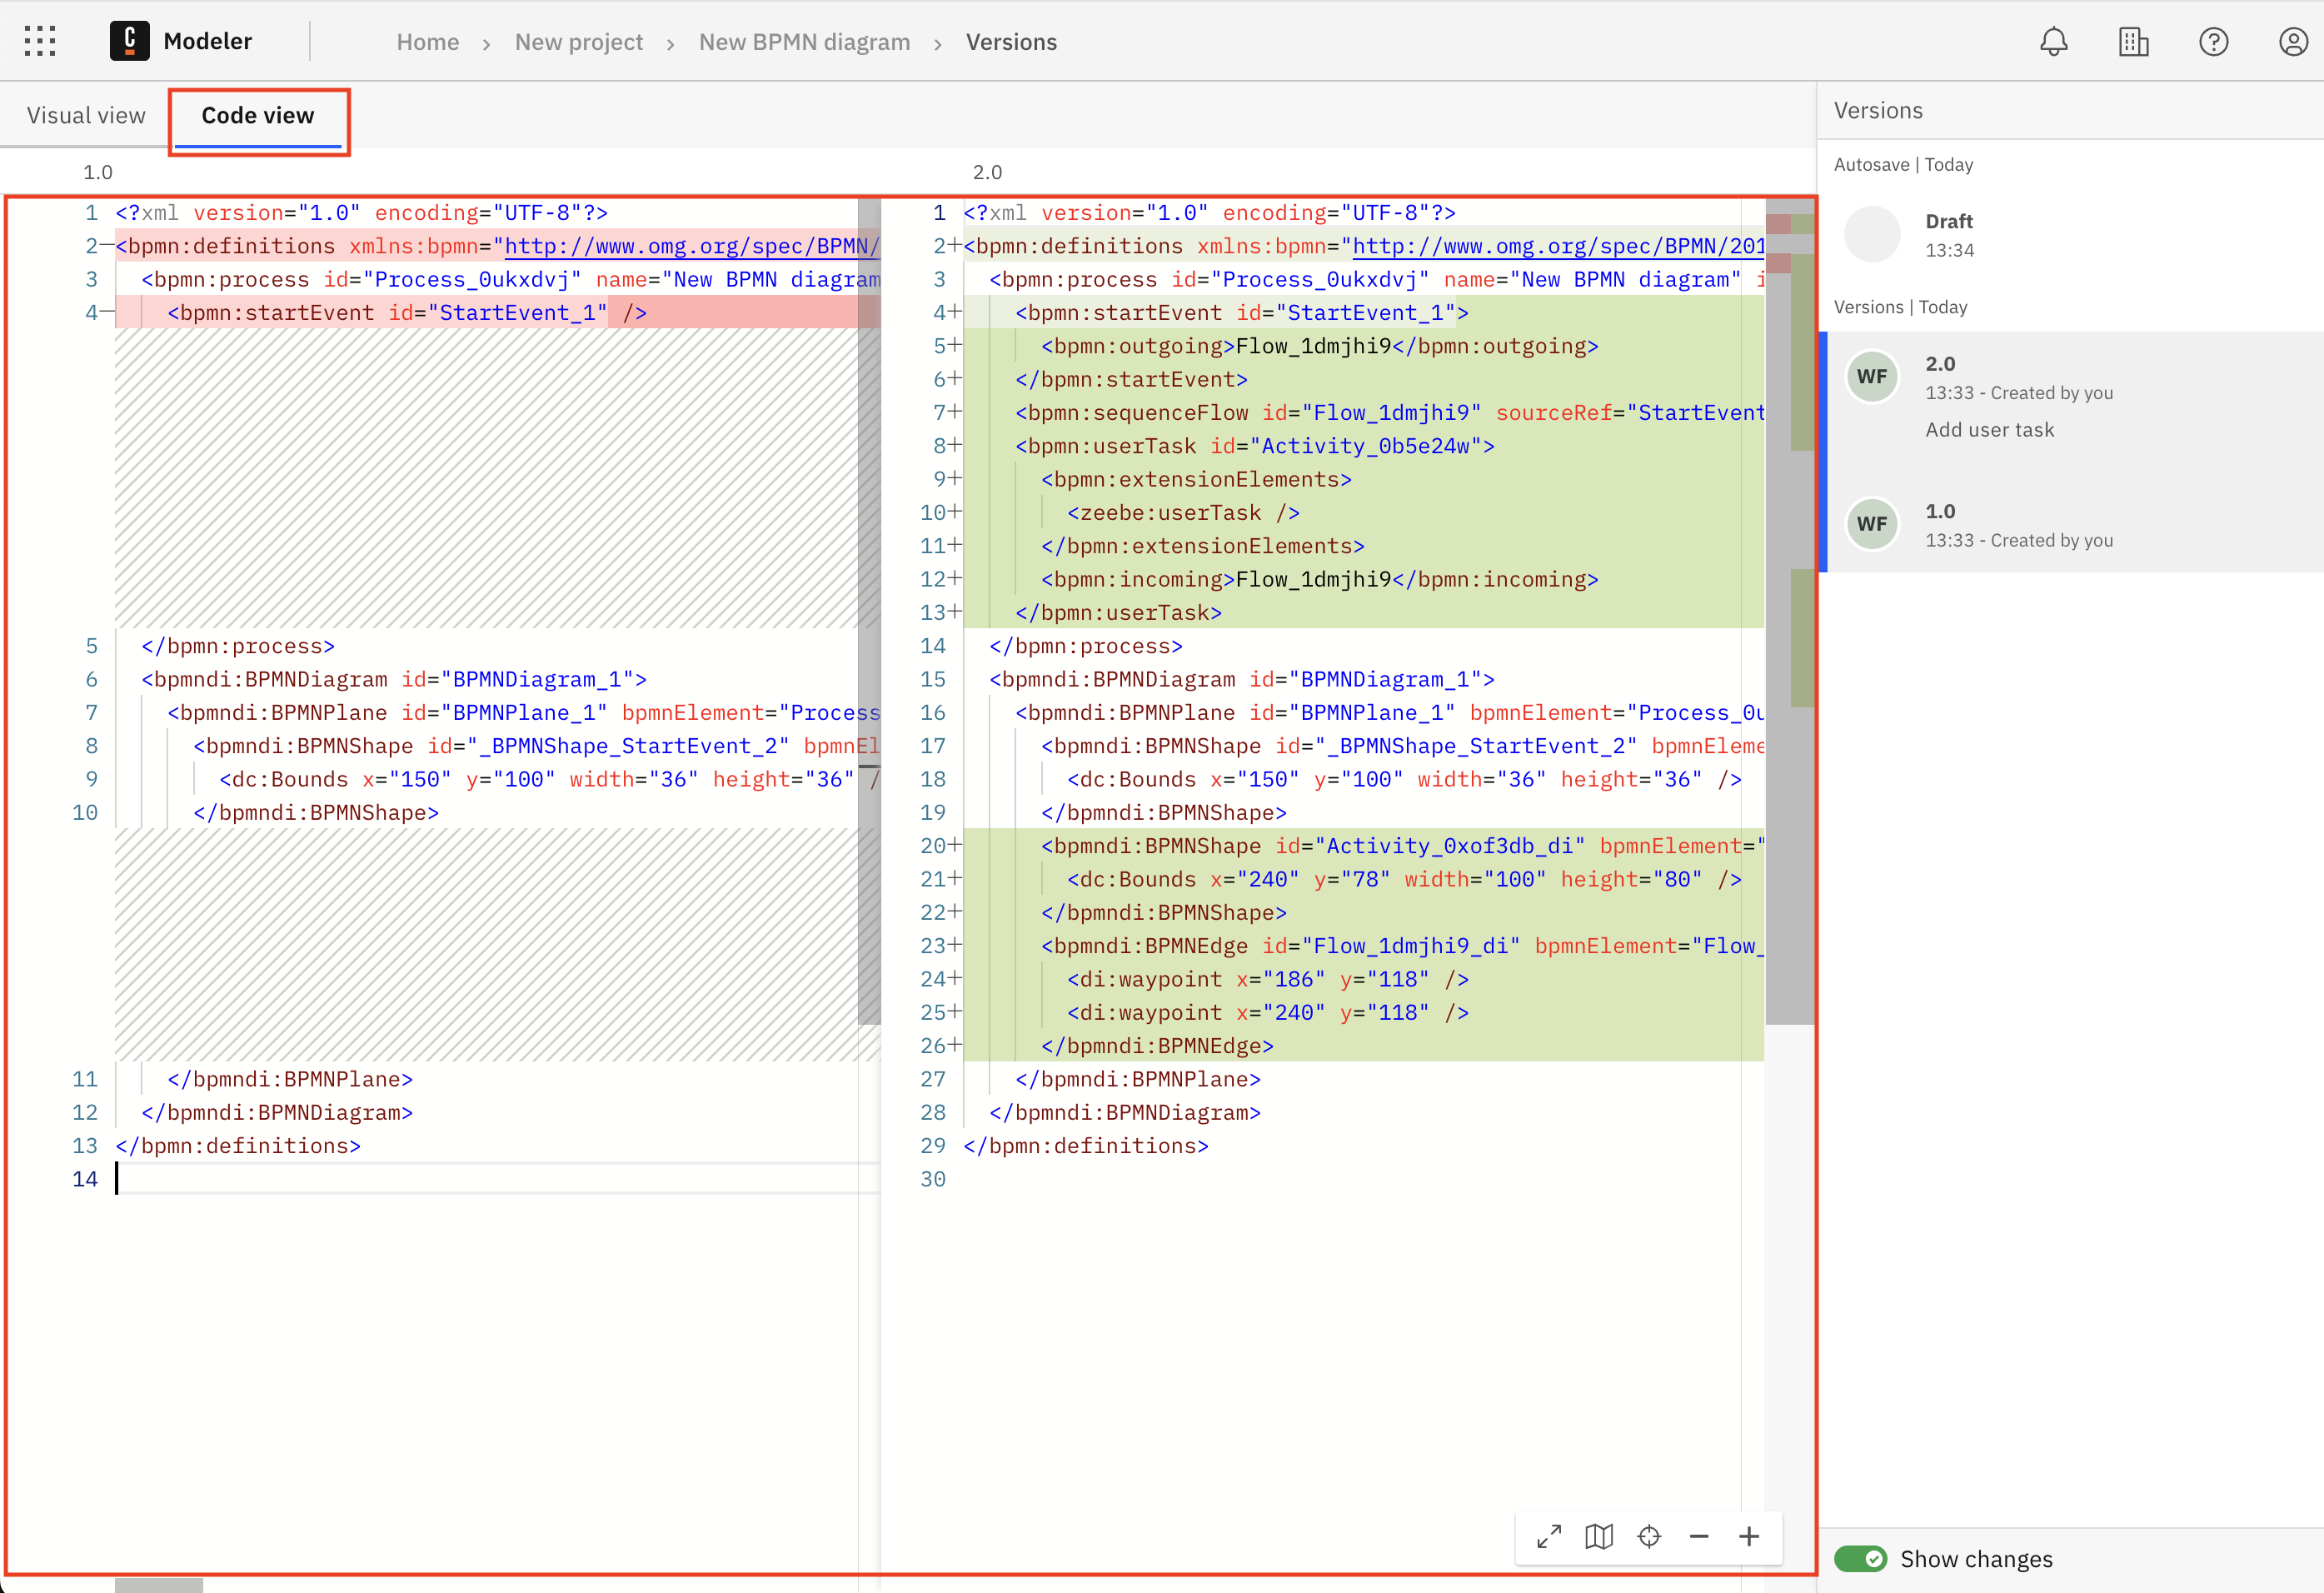 C Modeler Home › New project › New BPMN diagram › Versions
Visual view Code view
1.0
1 <?xml version="1.0" encoding="UTF-8"?>
2 <bpmn:definitions xmlns:bpmn="http://www.omg.org/spec/BPMN/
3 <bpmn:process id="Process_0ukxdvj" name="New BPMN diagram
4 <bpmn:startEvent id="StartEvent_1" />
5 </bpmn:process>
6 <bpmndi:BPMNDiagram id="BPMNDiagram_1">
7 <bpmndi:BPMNPlane id="BPMNPlane_1" bpmnElement="Process
8 <bpmndi:BPMNShape id="_BPMNShape_StartEvent_2" bpmnEl
9 <dc:Bounds x="150" y="100" width="36" height="36" /
10 </bpmndi:BPMNShape>
11 </bpmndi:BPMNPlane>
12 </bpmndi:BPMNDiagram>
13 </bpmn:definitions>
14
2.0
1 <?xml version="1.0" encoding="UTF-8"?>
2+ <bpmn:definitions xmlns:bpmn="http://www.omg.org/spec/BPMN/201
3 <bpmn:process id="Process_0ukxdvj" name="New BPMN diagram" i
4+ <bpmn:startEvent id="StartEvent_1">
5+ <bpmn:outgoing>Flow_1dmjhi9</bpmn:outgoing>
6+ </bpmn:startEvent>
7+ <bpmn:sequenceFlow id="Flow_1dmjhi9" sourceRef="StartEvent
8+ <bpmn:userTask id="Activity_0b5e24w">
9+ <bpmn:extensionElements>
10+ <zeebe:userTask />
11+ </bpmn:extensionElements>
12+ <bpmn:incoming>Flow_1dmjhi9</bpmn:incoming>
13+ </bpmn:userTask>
14 </bpmn:process>
15 <bpmndi:BPMNDiagram id="BPMNDiagram_1">
16 <bpmndi:BPMNPlane id="BPMNPlane_1" bpmnElement="Process_0u
17 <bpmndi:BPMNShape id="_BPMNShape_StartEvent_2" bpmnEleme
18 <dc:Bounds x="150" y="100" width="36" height="36" />
19 </bpmndi:BPMNShape>
20+ <bpmndi:BPMNShape id="Activity_0xof3db_di" bpmnElement="
21+ <dc:Bounds x="240" y="78" width="100" height="80" />
22+ </bpmndi:BPMNShape>
23+ <bpmndi:BPMNEdge id="Flow_1dmjhi9_di" bpmnElement="Flow_
24+ <di:waypoint x="186" y="118" />
25+ <di:waypoint x="240" y="118" />
26+ </bpmndi:BPMNEdge>
27 </bpmndi:BPMNPlane>
28 </bpmndi:BPMNDiagram>
29 </bpmn:definitions>
30
Versions
Autosave | Today
Draft
13:34
Versions | Today
WF 2.0
13:33 - Created by you
Add user task
WF 1.0
13:33 - Created by you
Show changes